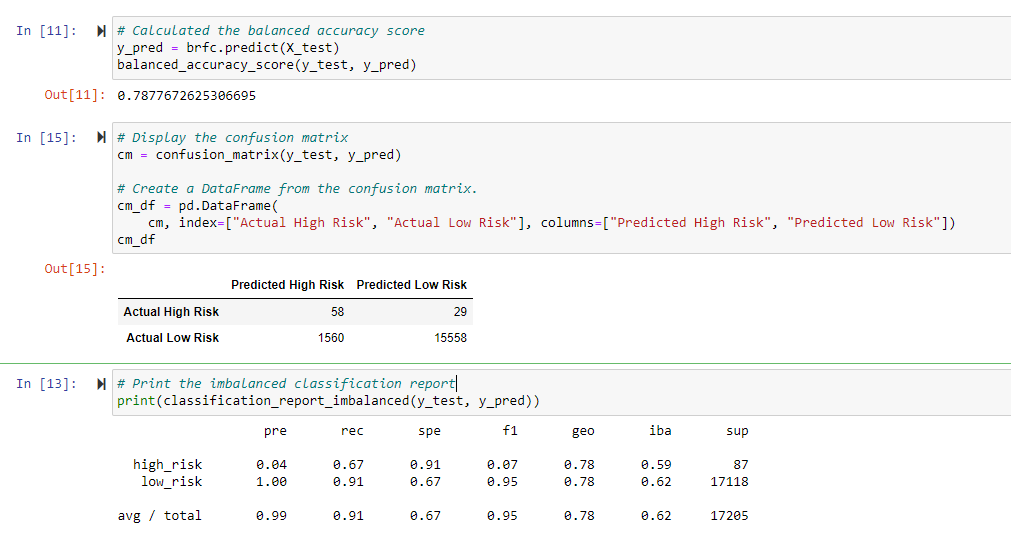 In [11]: # Calculated the balanced accuracy score
y_pred = brfc.predict(X_test)
balanced_accuracy_score(y_test, y_pred)
Out[11]: 0.7877672625306695
In [15]: # Display the confusion matrix
cm = confusion_matrix(y_test, y_pred)
# Create a DataFrame from the confusion matrix.
cm_df = pd.DataFrame(
cm, index=["Actual High Risk", "Actual Low Risk"], columns=["Predicted High Risk", "Predicted Low Risk"])
cm_df
Out[15]:
Predicted High Risk Predicted Low Risk
Actual High Risk 58 29
Actual Low Risk 1560 15558
In [13]: # Print the imbalanced classification report
print(classification_report_imbalanced(y_test, y_pred))
pre rec spe f1 geo iba sup
high_risk 0.04 0.67 0.91 0.07 0.78 0.59 87
low_risk 1.00 0.91 0.67 0.95 0.78 0.62 17118
avg / total 0.99 0.91 0.67 0.95 0.78 0.62 17205